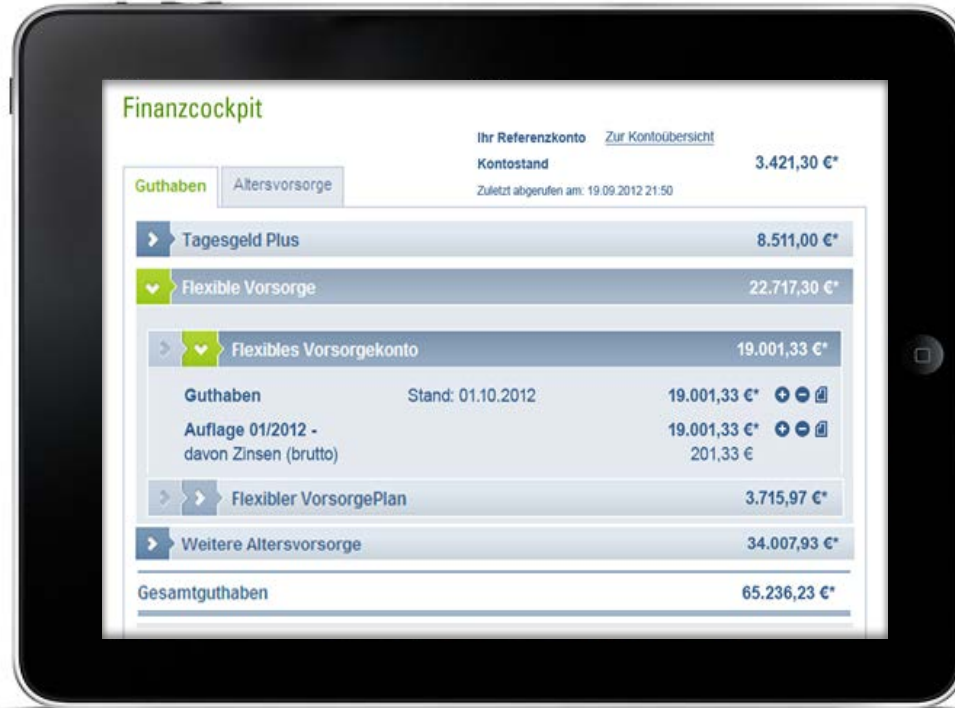 Finanzcockpit
Ihr Referenzkonto Zur Kontoübersicht
Kontostand 3.421,30 €*
Zuletzt abgerufen am: 19.09.2012 21:50
Guthaben Altersvorsorge
Tagesgeld Plus 8.511,00 €*
Flexible Vorsorge 22.717,30 €*
Flexibles Vorsorgekonto 19.001,33 €*
Guthaben Stand: 01.10.2012 19.001,33 €*
Auflage 01/2012 - 19.001,33 €*
davon Zinsen (brutto) 201,33 €
Flexibler VorsorgePlan 3.715,97 €*
Weitere Altersvorsorge 34.007,93 €*
Gesamtguthaben 65.236,23 €*